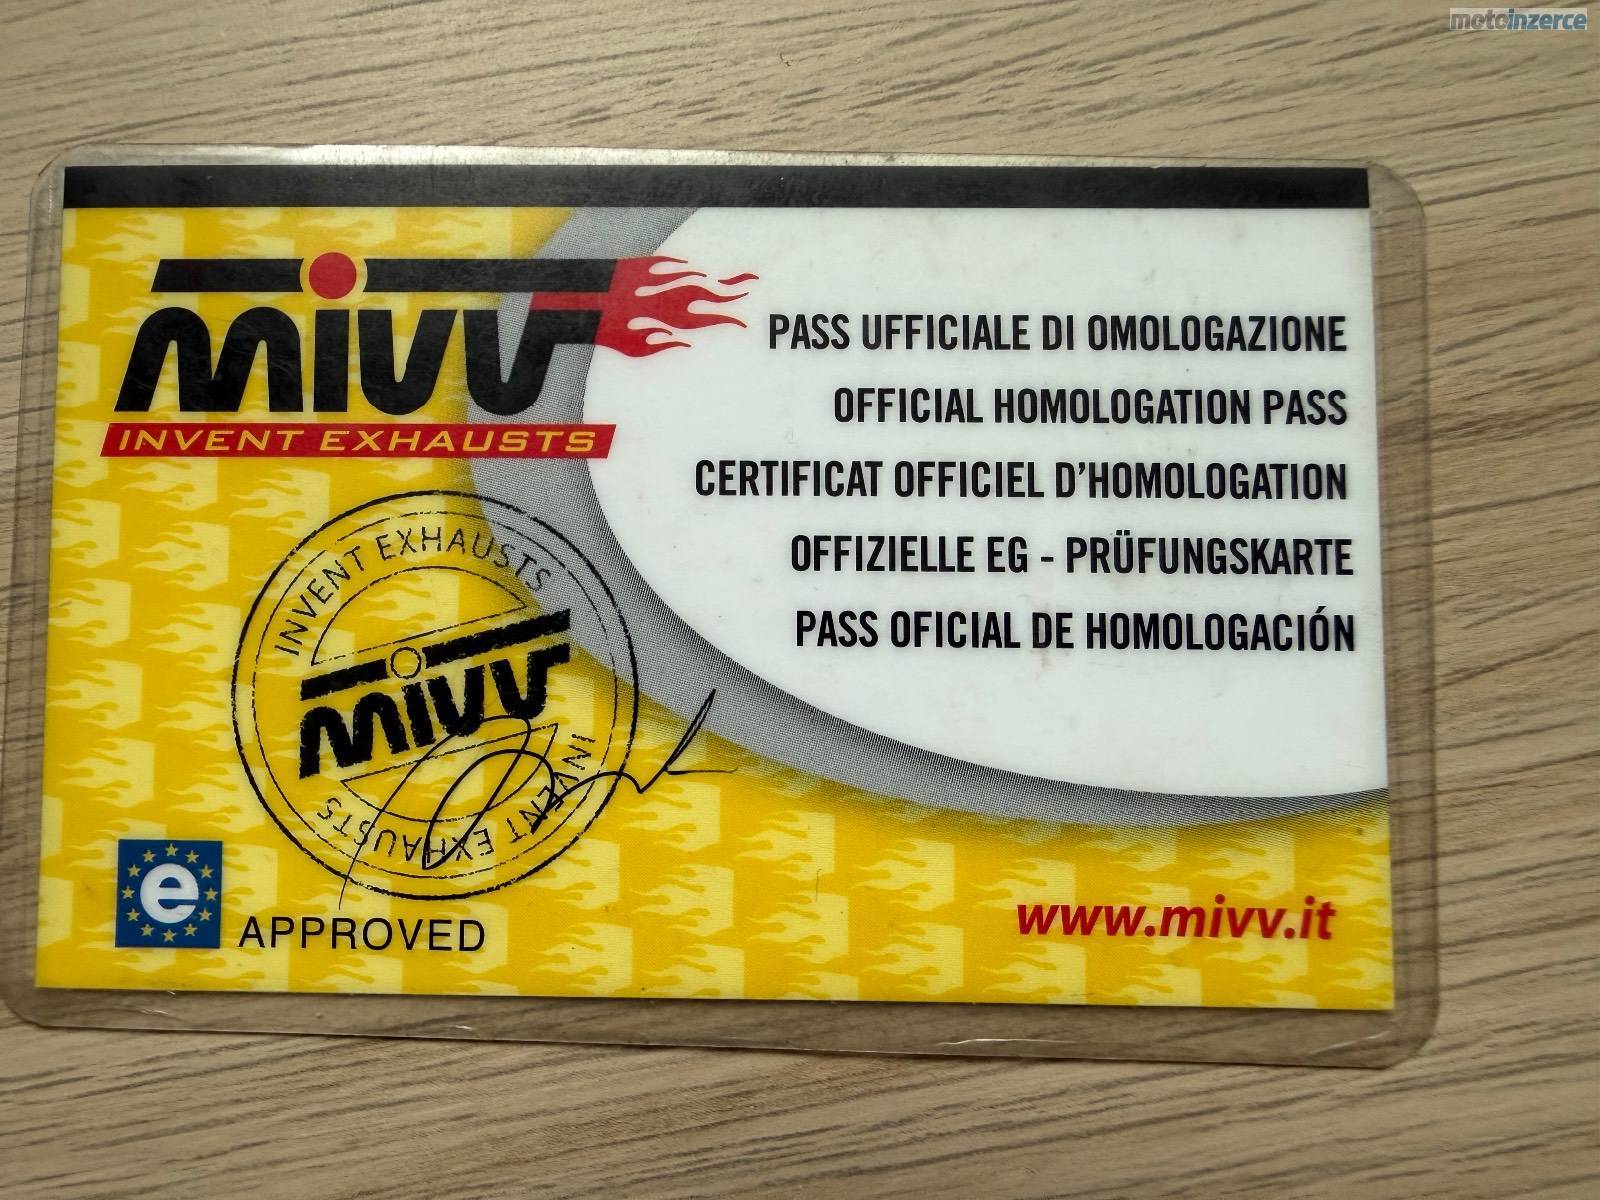 motoinzerce
mivv
INVENT EXHAUSTS
PASS UFFICIALE DI OMOLOGAZIONE
OFFICIAL HOMOLOGATION PASS
CERTIFICAT OFFICIEL D'HOMOLOGATION
OFFIZIELLE EG - PRÜFUNGSKARTE
PASS OFICIAL DE HOMOLOGACIÓN
INVENT EXHAUSTS
mivv
INVENT EXHAUSTS
e
APPROVED
www.mivv.it